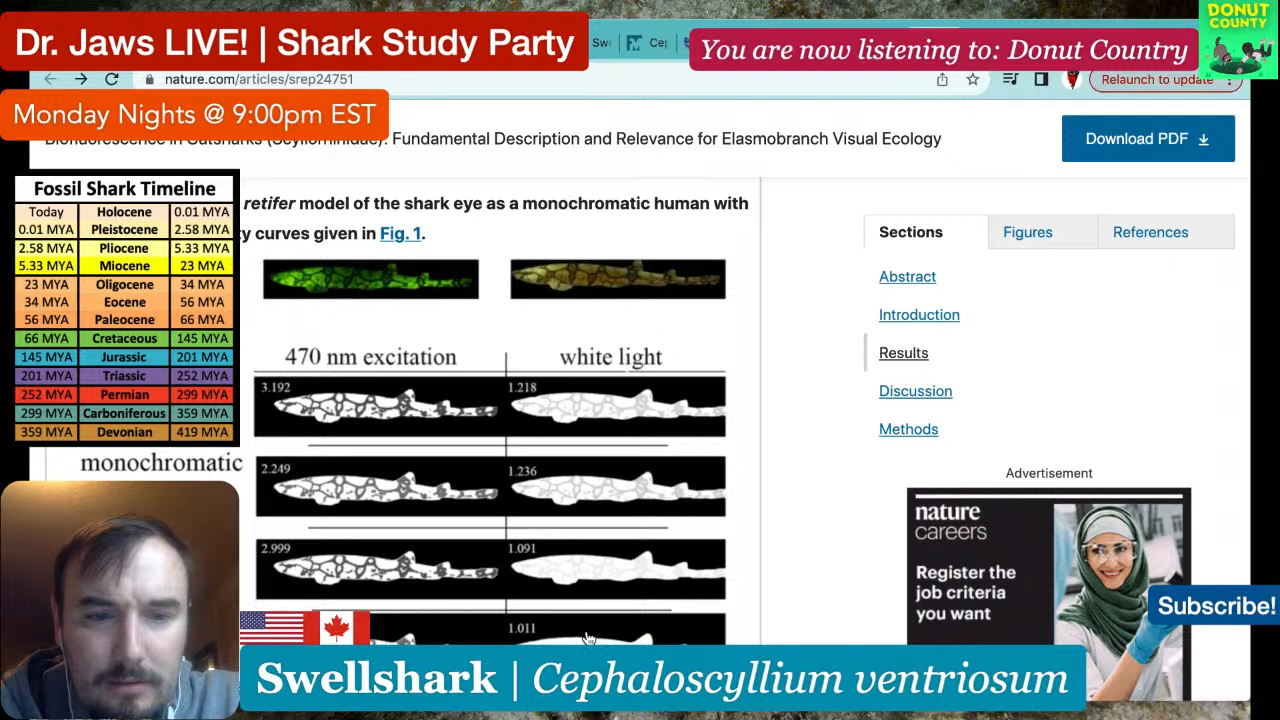 Dr. Jaws LIVE! | Shark Study Party
You are now listening to: Donut Country
DONUT
COUNTY
nature.com/articles/srep24751
Relaunch to update
Monday Nights @ 9:00pm EST
Fundamental Description and Relevance for Elasmobranch Visual Ecology
Download PDF
Fossil Shark Timeline
Today Holocene 0.01 MYA
0.01 MYA Pleistocene 2.58 MYA
2.58 MYA Pliocene 5.33 MYA
5.33 MYA Miocene 23 MYA
23 MYA Oligocene 34 MYA
34 MYA Eocene 56 MYA
56 MYA Paleocene 66 MYA
66 MYA Cretaceous 145 MYA
145 MYA Jurassic 201 MYA
201 MYA Triassic 252 MYA
252 MYA Permian 299 MYA
299 MYA Carboniferous 359 MYA
359 MYA Devonian 419 MYA
retifer model of the shark eye as a monochromatic human with
y curves given in Fig. 1.
470 nm excitation white light
3.192 1.218
monochromatic
2.249 1.236
2.999 1.091
1.011
Sections Figures References
Abstract
Introduction
Results
Discussion
Methods
Advertisement
nature
careers
Register the
job criteria
you want
Subscribe!
Swellshark | Cephaloscyllium ventriosum